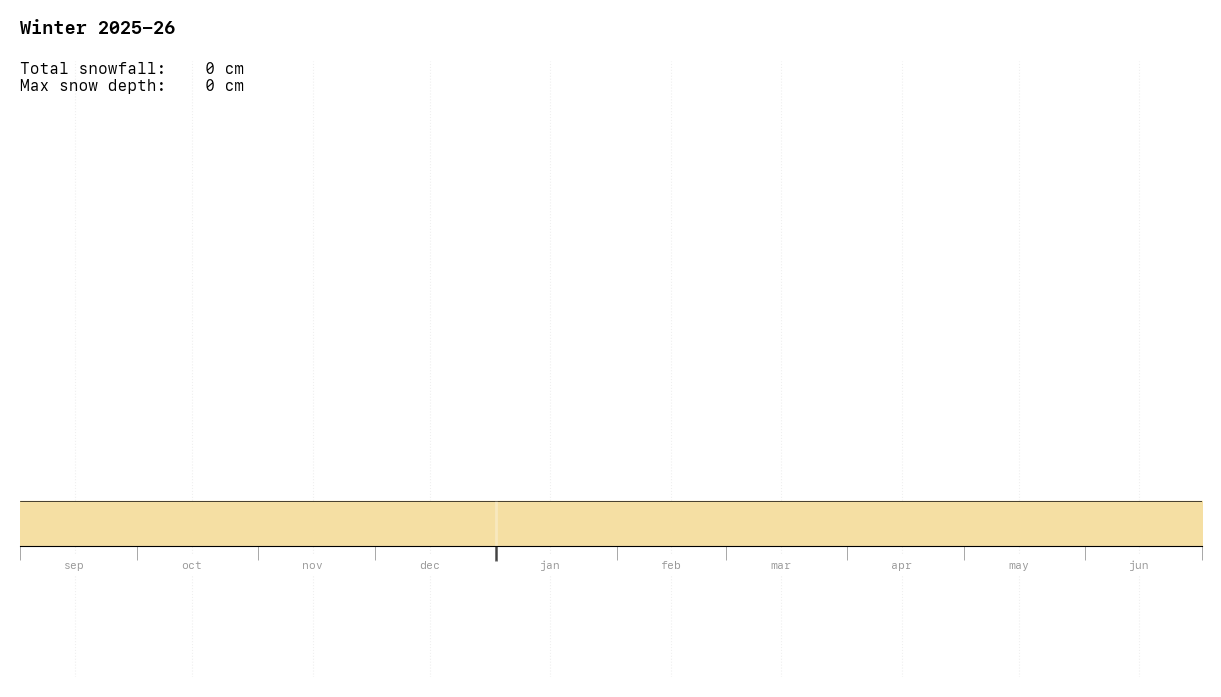 Winter 2025–26
Total snowfall:    0 cm
Max snow depth:    0 cm
sep oct nov dec jan feb mar apr may jun